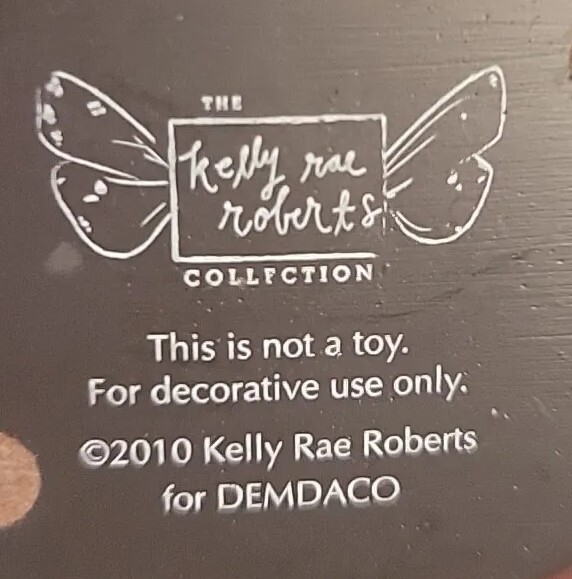 THE
kelly rae
roberts
COLLECTION
This is not a toy.
For decorative use only.
©2010 Kelly Rae Roberts
for DEMDACO